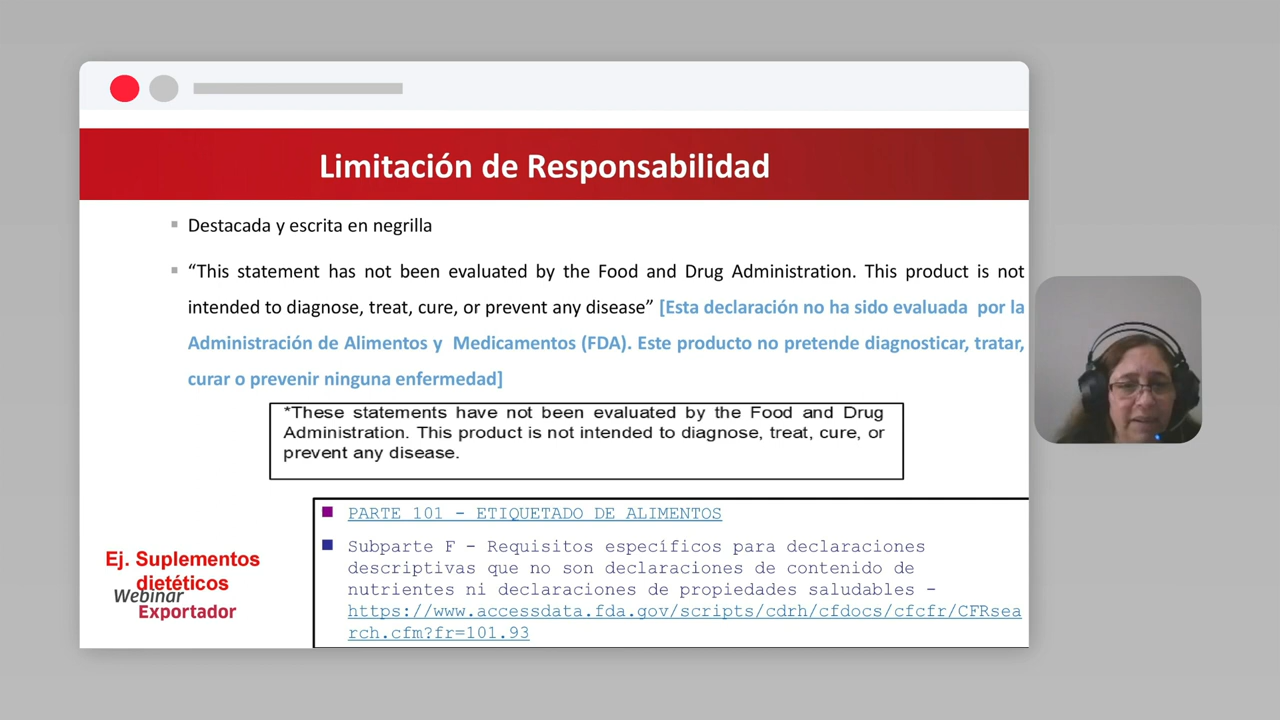 Limitación de Responsabilidad
Destacada y escrita en negrilla
“This statement has not been evaluated by the Food and Drug Administration. This product is not
intended to diagnose, treat, cure, or prevent any disease” [Esta declaración no ha sido evaluada por la
Administración de Alimentos y Medicamentos (FDA). Este producto no pretende diagnosticar, tratar,
curar o prevenir ninguna enfermedad]
*These statements have not been evaluated by the Food and Drug
Administration. This product is not intended to diagnose, treat, cure, or
prevent any disease.
PARTE 101 - ETIQUETADO DE ALIMENTOS
Subparte F - Requisitos específicos para declaraciones
descriptivas que no son declaraciones de contenido de
nutrientes ni declaraciones de propiedades saludables -
https://www.accessdata.fda.gov/scripts/cdrh/cfdocs/cfcfr/CFRsea
rch.cfm?fr=101.93
Ej. Suplementos
dietéticos
Webinar
Exportador